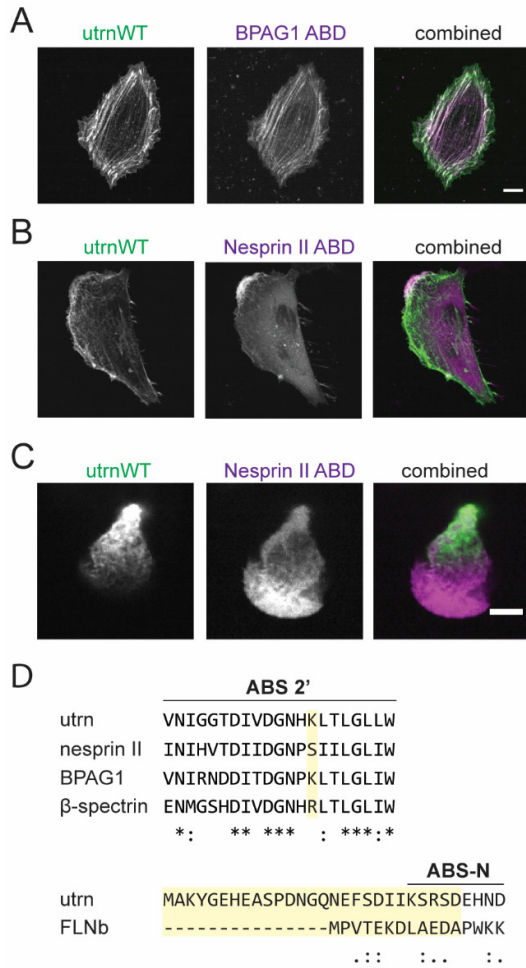 A
utrnWT BPAG1 ABD combined
B
utrnWT Nesprin II ABD combined
C
utrnWT Nesprin II ABD combined
D
ABS 2'
utrn VNIGGTDIVDGNHKLTLGLLW
nesprin II INIHVTDIVDGNPSIILGLIW
BPAG1 VNIRNDDITDGNPKLTLGLIW
β-spectrin ENMGSHDIVDGNHRLTLGLIW
*: ** *** : ***:*
ABS-N
utrn MAKYGEHEASPDNGQNEFSDIIKSRSDEHND
FLNb ---------------MPVTEKDLAEDAPWKK
.:: :.. :.